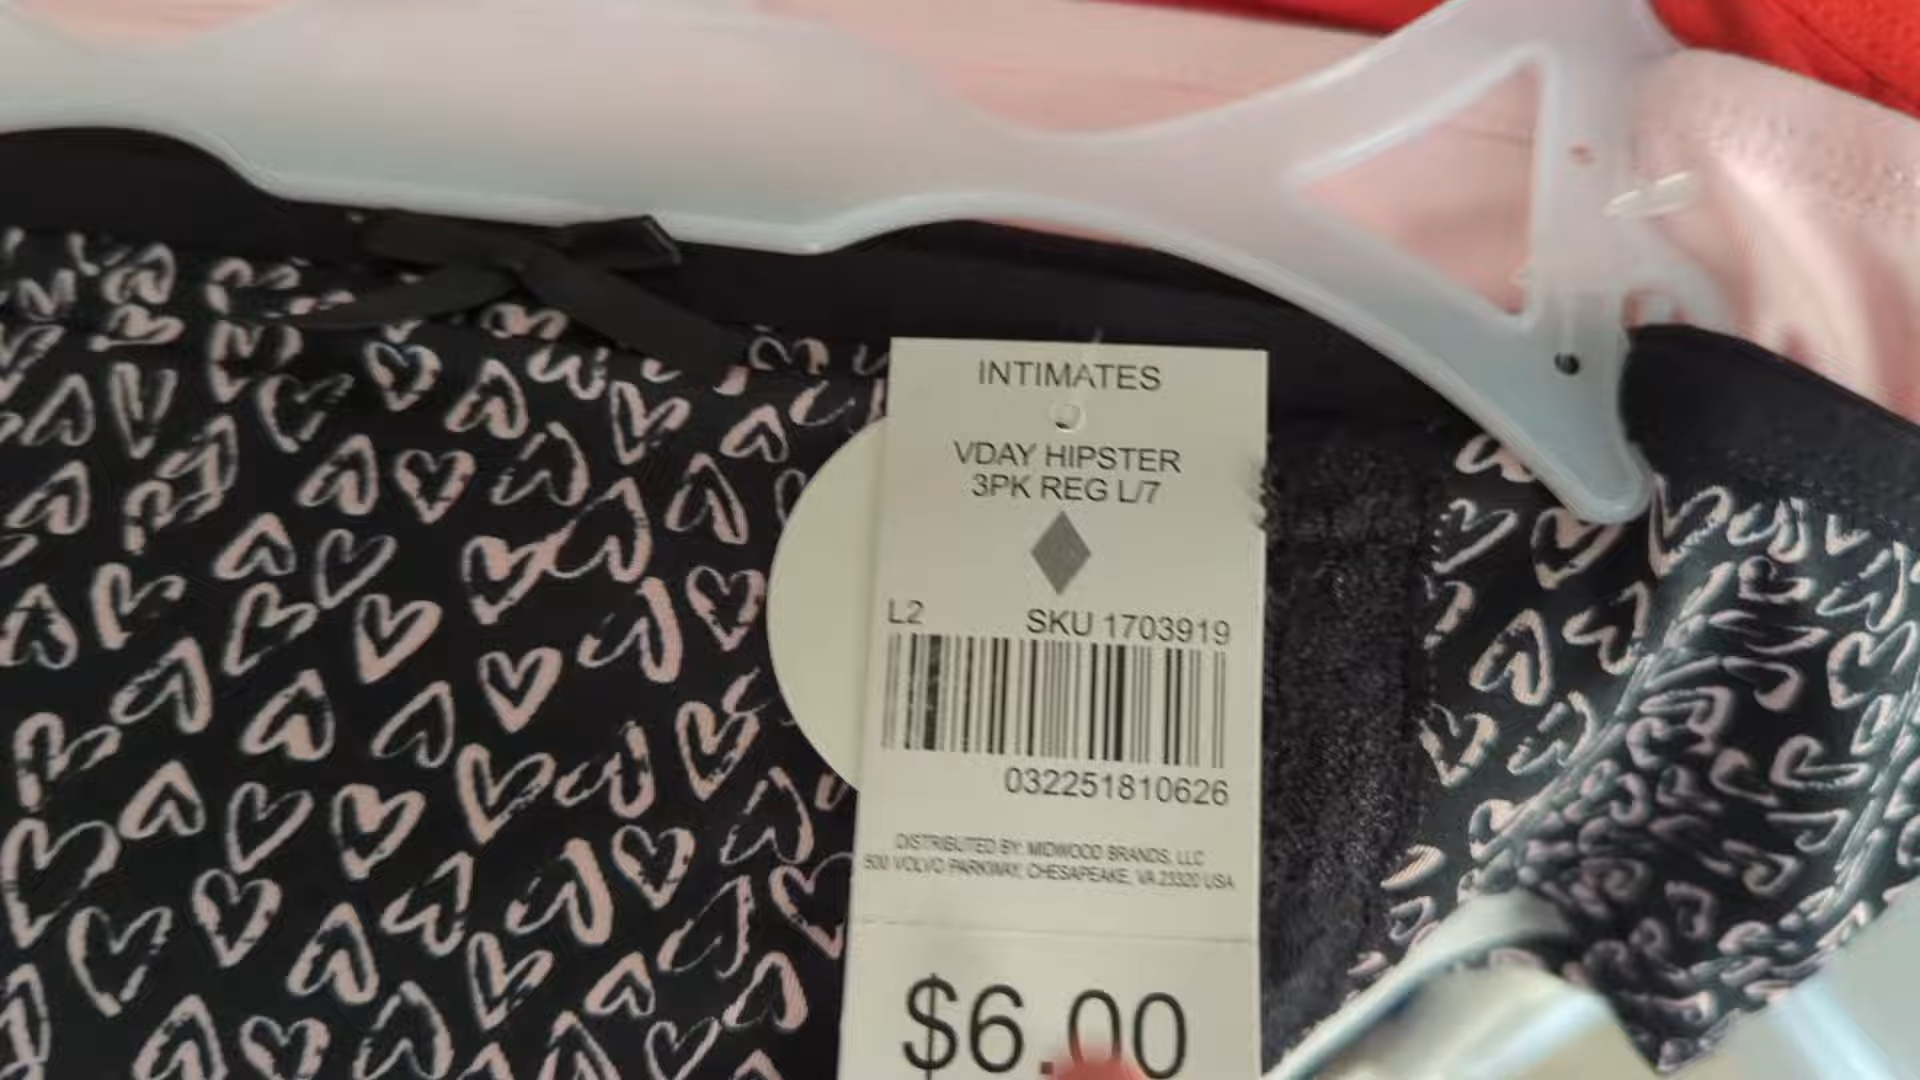 INTIMATES
VDAY HIPSTER
3PK REG L/7
L2 SKU 1703919
032251810626
DISTRIBUTED BY: MIDWOOD BRANDS, LLC
500 VOLVO PARKWAY, CHESAPEAKE, VA 23320 USA
$6.00